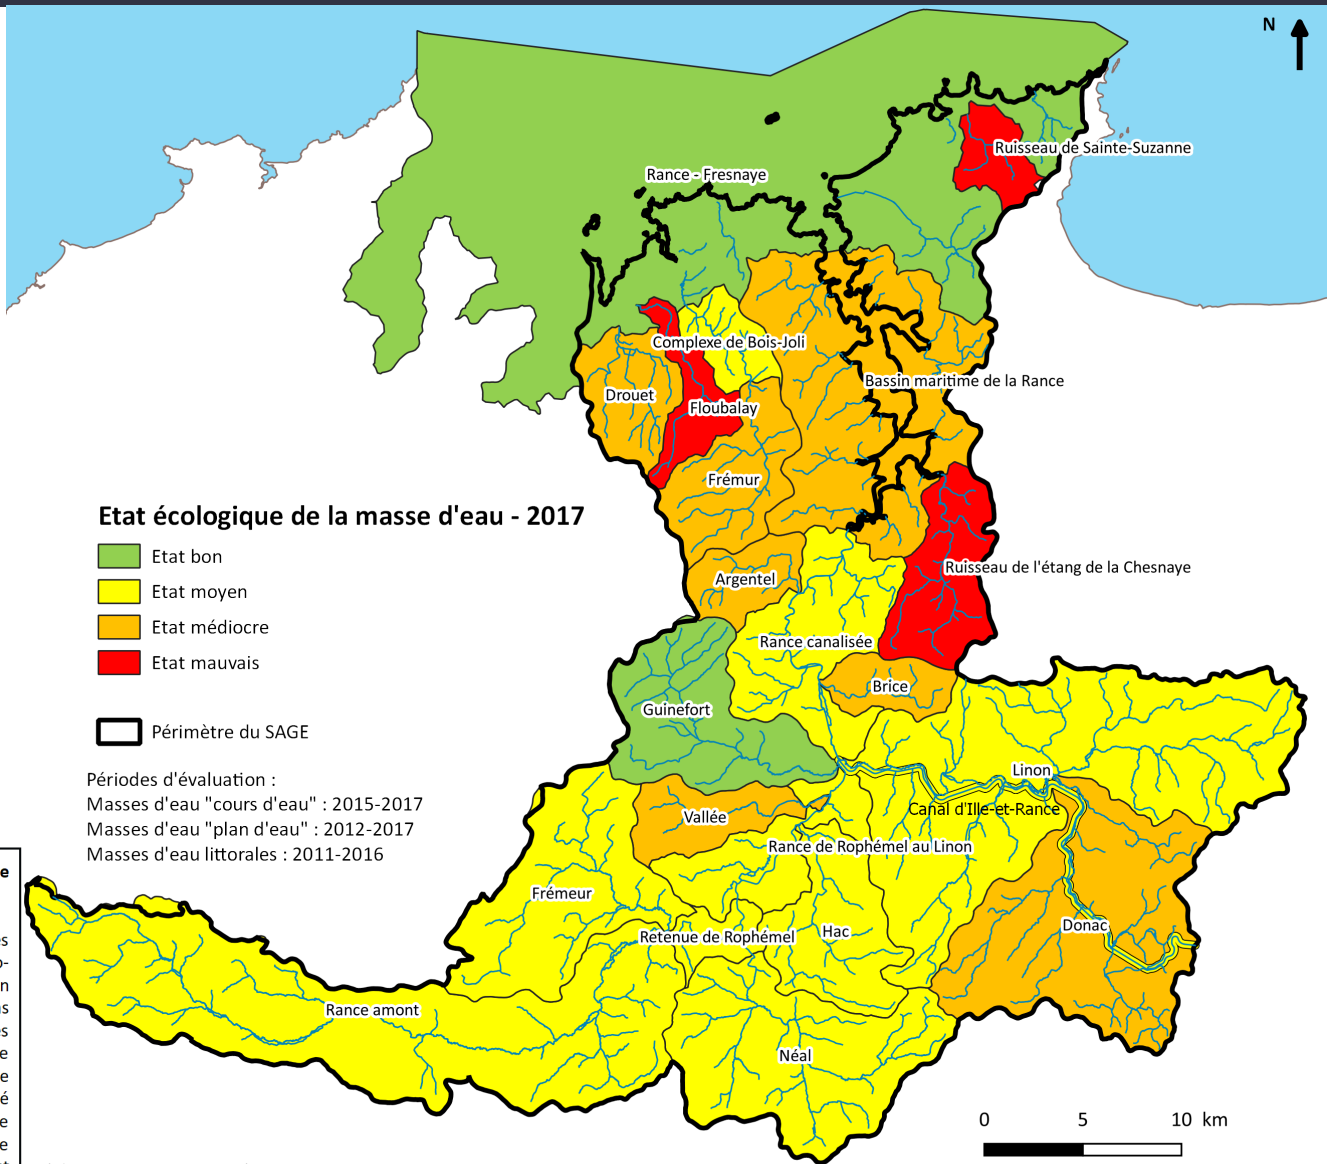 N
Ruisseau de Sainte-Suzanne
Rance - Fresnaye
Complexe de Bois-Joli
Bassin maritime de la Rance
Drouet
Floubalay
Frémur
Etat écologique de la masse d'eau - 2017
Etat bon
Etat moyen
Etat médiocre
Etat mauvais
Périmètre du SAGE
Périodes d'évaluation :
Masses d'eau "cours d'eau" : 2015-2017
Masses d'eau "plan d'eau" : 2012-2017
Masses d'eau littorales : 2011-2016
Ruisseau de l'étang de la Chesnaye
Argentel
Rance canalisée
Brice
Guinefort
Linon
Canal d'Ille-et-Rance
Vallée
Rance de Rophémel au Linon
Frémeur
Donac
Hac
Retenue de Rophémel
Rance amont
Néal
0 5 10 km